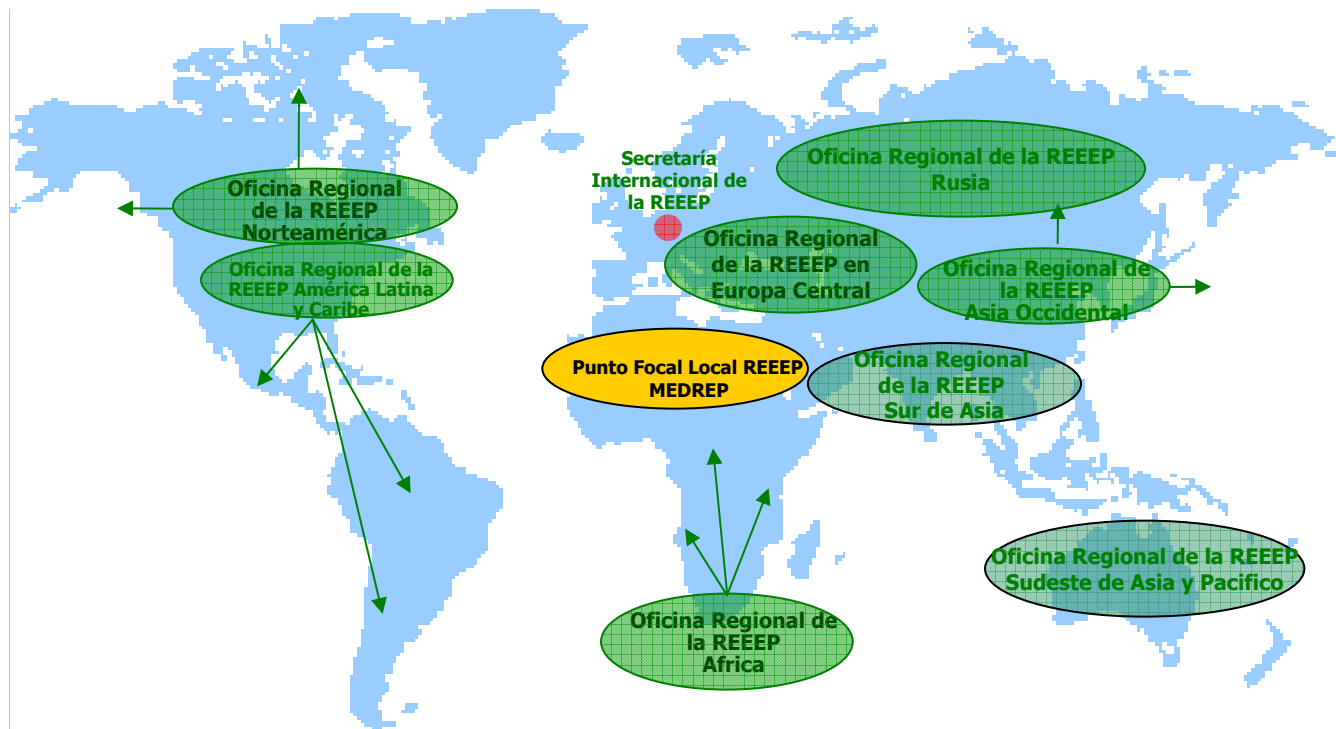 Secretaría
Internacional de
la REEEP
Oficina Regional de la REEEP
Rusia
Oficina Regional
de la REEEP
Norteamérica
Oficina Regional
de la REEEP en
Europa Central
Oficina Regional de la
REEEP América Latina
y Caribe
Oficina Regional de
la REEEP
Asia Occidental
Punto Focal Local REEEP
MEDREP
Oficina Regional
de la REEEP
Sur de Asia
Oficina Regional de la REEEP
Sudeste de Asia y Pacifico
Oficina Regional de
la REEEP
Africa